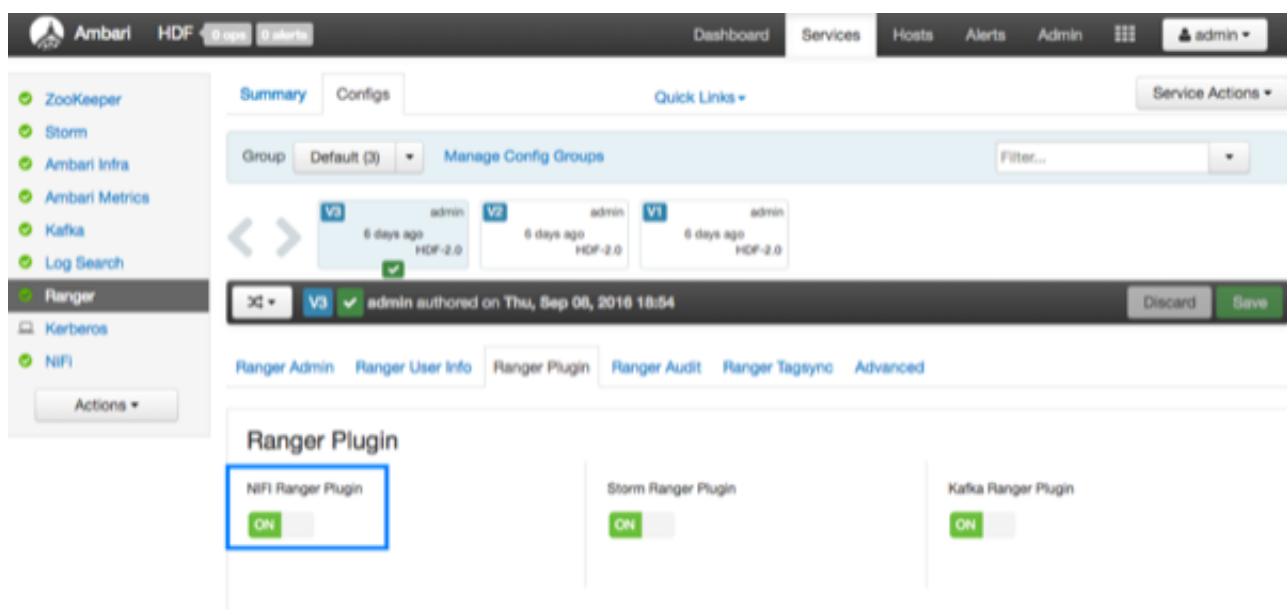 Ambari HDF 0 ops 0 alerts Dashboard Services Hosts Alerts Admin admin
ZooKeeper
Storm
Ambari Infra
Ambari Metrics
Kafka
Log Search
Ranger
Kerberos
NiFi
Actions
Summary Configs Quick Links Service Actions
Group Default (3) Manage Config Groups Filter...
V3 admin
6 days ago
HDF-2.0
V2 admin
6 days ago
HDF-2.0
V1 admin
6 days ago
HDF-2.0
V3 admin authored on Thu, Sep 08, 2016 18:54 Discard Save
Ranger Admin Ranger User Info Ranger Plugin Ranger Audit Ranger Tagsync Advanced
Ranger Plugin
NIFI Ranger Plugin Storm Ranger Plugin Kafka Ranger Plugin
ON ON ON